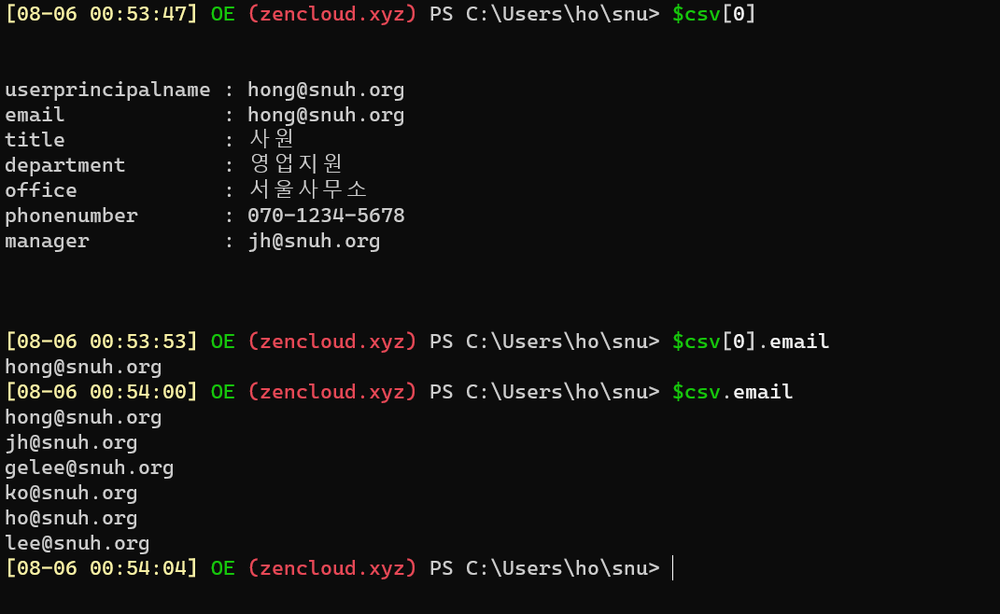 [08-06 00:53:47] OE (zencloud.xyz) PS C:\Users\ho\snu> $csv[0]
userprincipalname : hong@snuh.org
email             : hong@snuh.org
title             : 사원
department        : 영업지원
office            : 서울사무소
phonenumber       : 070-1234-5678
manager           : jh@snuh.org
[08-06 00:53:53] OE (zencloud.xyz) PS C:\Users\ho\snu> $csv[0].email
hong@snuh.org
[08-06 00:54:00] OE (zencloud.xyz) PS C:\Users\ho\snu> $csv.email
hong@snuh.org
jh@snuh.org
gelee@snuh.org
ko@snuh.org
ho@snuh.org
lee@snuh.org
[08-06 00:54:04] OE (zencloud.xyz) PS C:\Users\ho\snu>